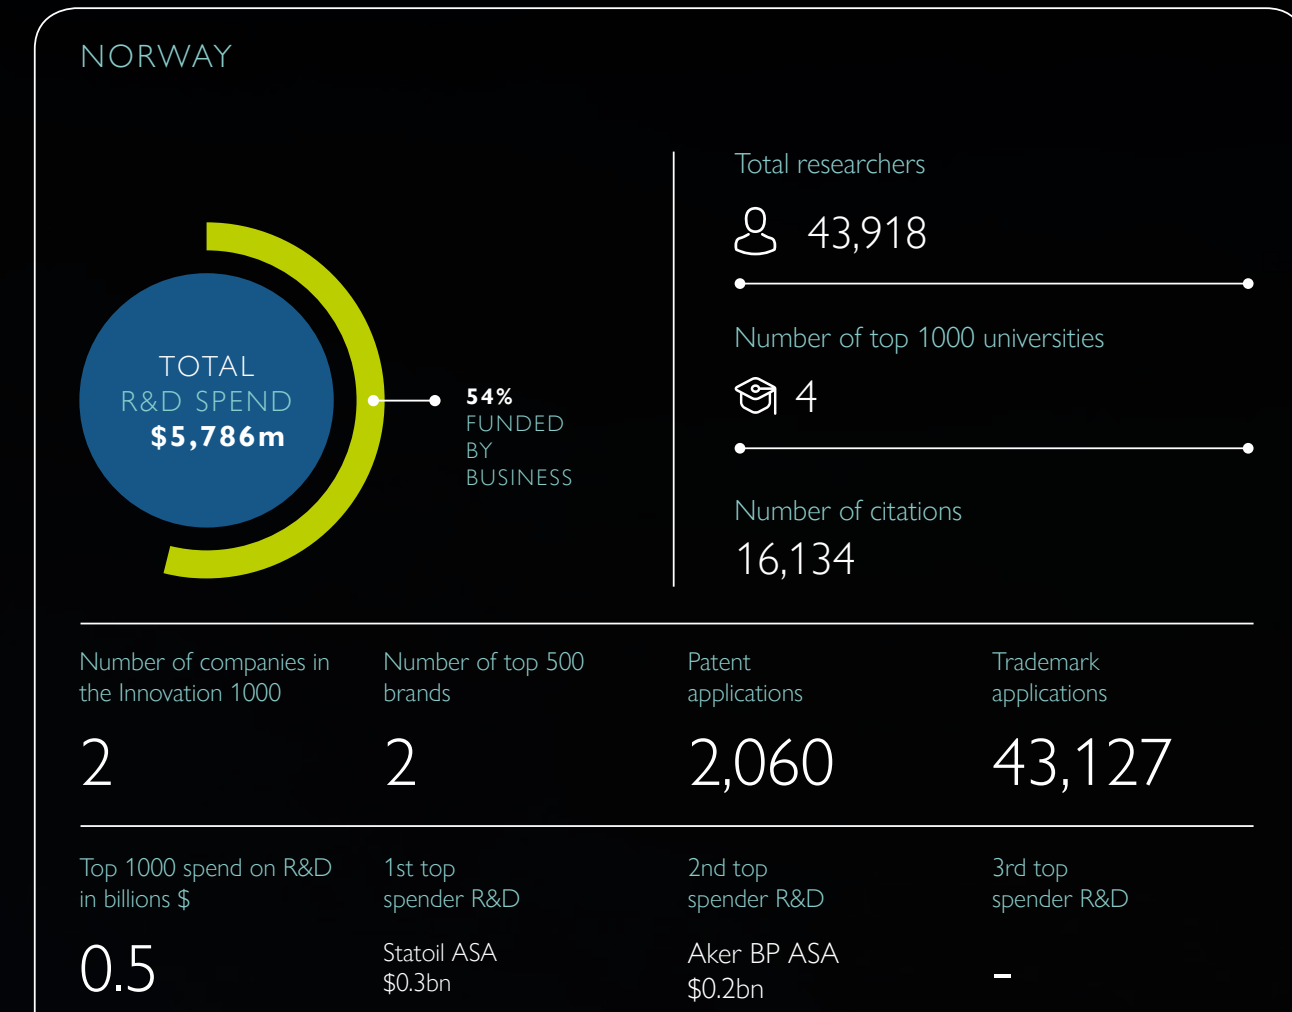 NORWAY
TOTAL
R&D SPEND
$5,786m
54%
FUNDED
BY
BUSINESS
Total researchers
43,918
Number of top 1000 universities
4
Number of citations
16,134
Number of companies in
the Innovation 1000
2
Number of top 500
brands
2
Patent
applications
2,060
Trademark
applications
43,127
Top 1000 spend on R&D
in billions $
0.5
1st top
spender R&D
Statoil ASA
$0.3bn
2nd top
spender R&D
Aker BP ASA
$0.2bn
3rd top
spender R&D
-